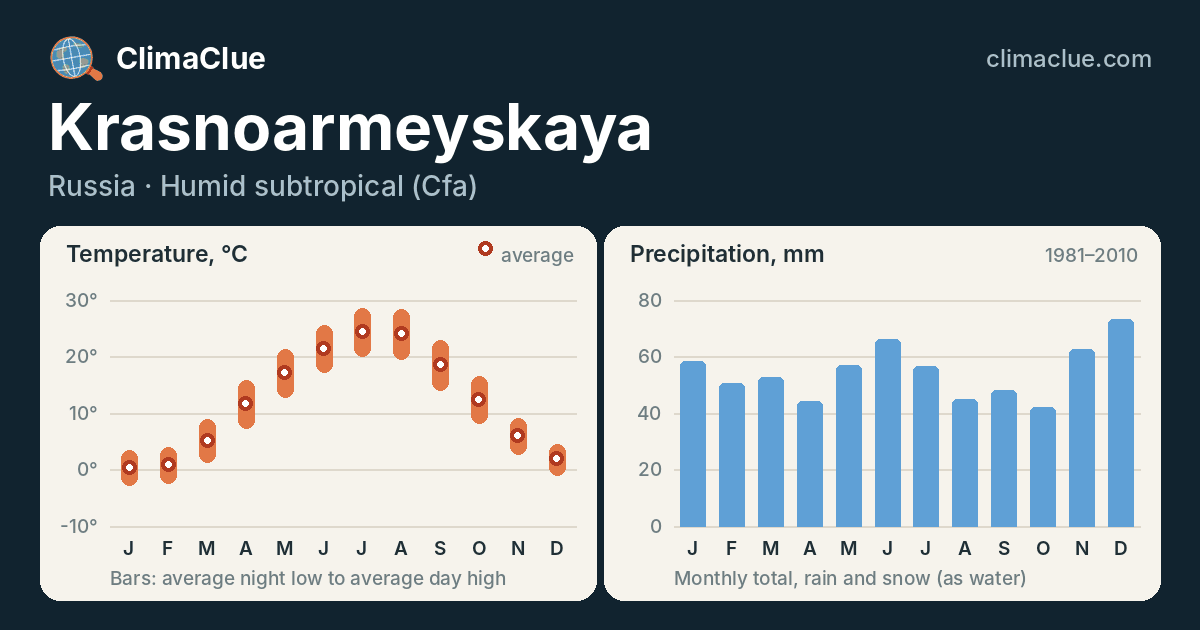 ClimaClue
climaclue.com
Krasnoarmeyskaya
Russia · Humid subtropical (Cfa)
Temperature, °C
average
30°
20°
10°
0°
-10°
J F M A M J J A S O N D
Bars: average night low to average day high
Precipitation, mm
1981–2010
80
60
40
20
0
J F M A M J J A S O N D
Monthly total, rain and snow (as water)